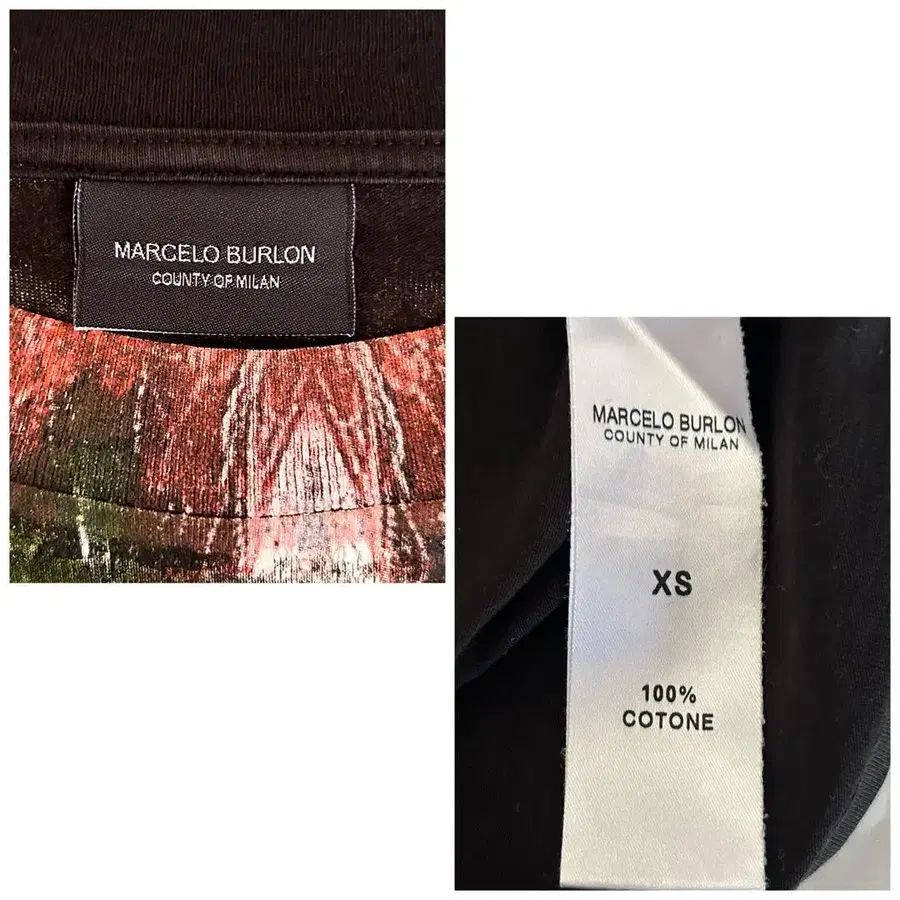 MARCELO BURLON
COUNTY OF MILAN
MARCELO BURLON
COUNTY OF MILAN
XS
100%
COTONE